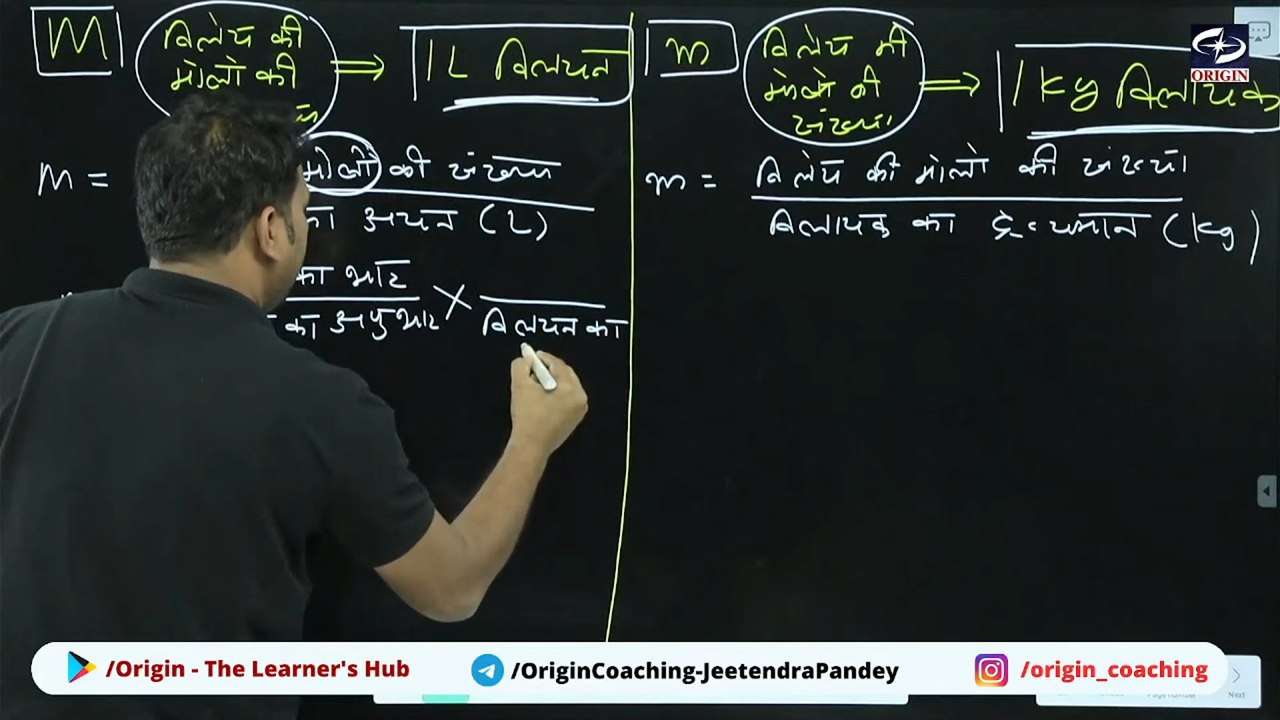 M
विलेय की
मोलो की
⇒ 1L विलयन
M =
मोलो की संख्या
का आयतन (L)
का भार
का अणुभार × विलयन का
m
विलेय की
मोलो की
संख्या
⇒ 1 kg विलायक
m = विलेय की मोलो की संख्या
विलायक का द्रव्यमान (kg)
ORIGIN
/Origin - The Learner's Hub
/OriginCoaching-JeetendraPandey
/origin_coaching
Next